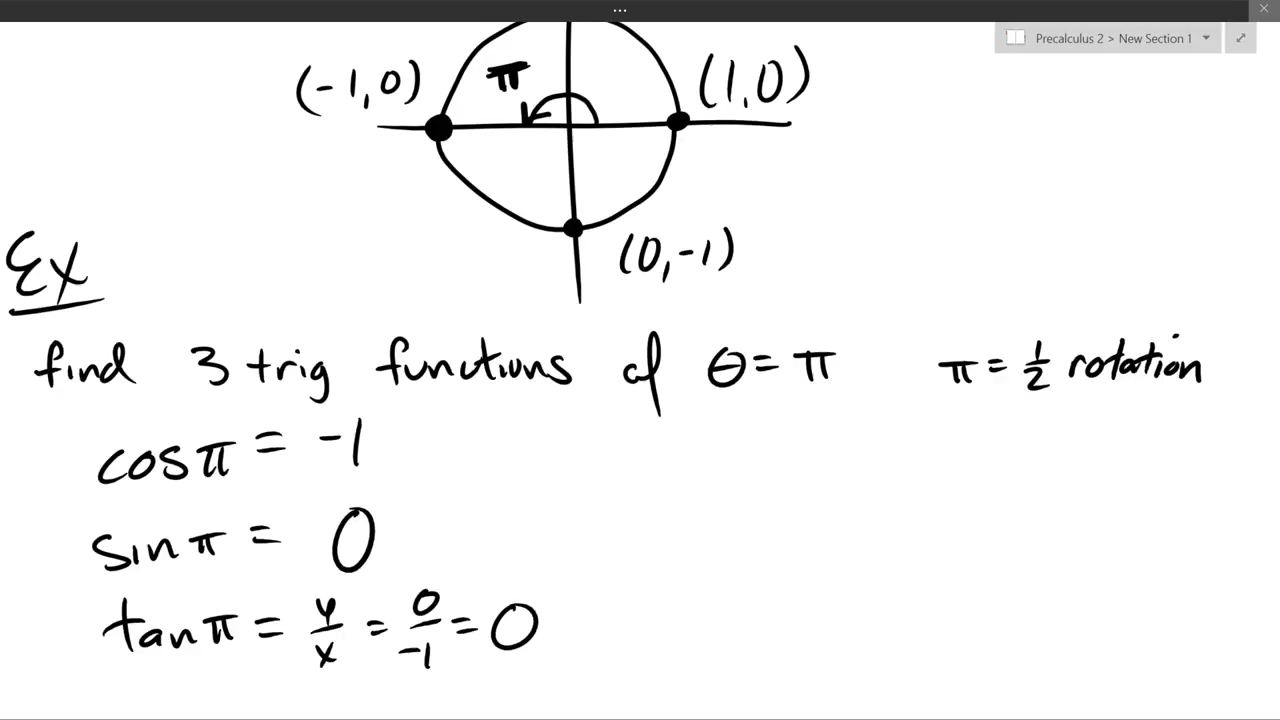 ...
Precalculus 2 > New Section 1
π
(-1,0)
(1,0)
(0,-1)
Ex
find 3 trig functions of θ = π
π = 1/2 rotation
cos π = -1
sin π = 0
tan π = y/x = 0/-1 = 0